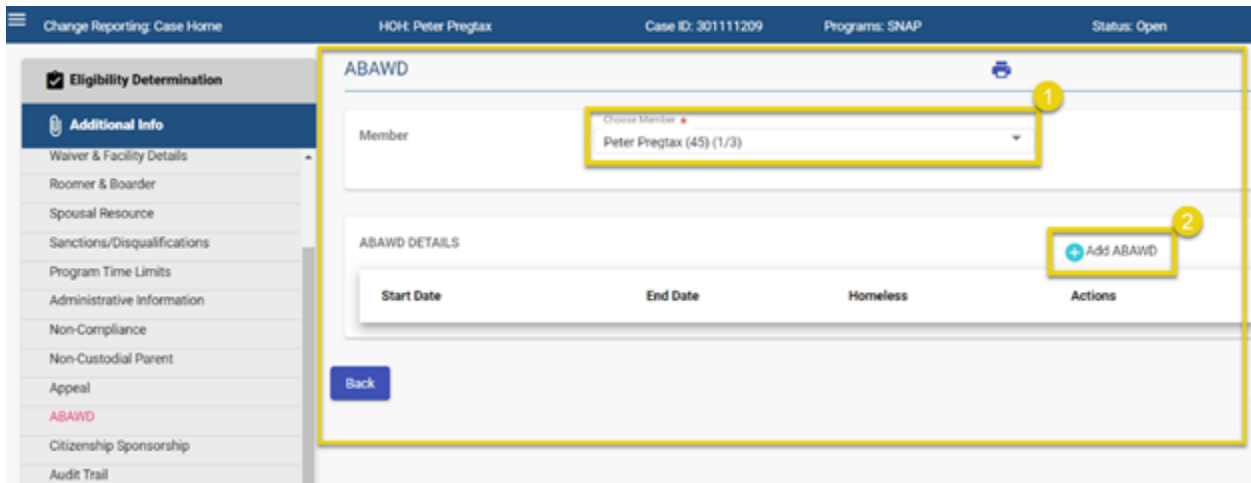 Change Reporting: Case Home HOH: Peter Pregtax Case ID: 301111209 Programs: SNAP Status: Open
Eligibility Determination
Additional Info
Waiver & Facility Details
Roomer & Boarder
Spousal Resource
Sanctions/Disqualifications
Program Time Limits
Administrative Information
Non-Compliance
Non-Custodial Parent
Appeal
ABAWD
Citizenship Sponsorship
Audit Trail
ABAWD
1
Member
Choose Member *
Peter Pregtax (45) (1/3)
2
ABAWD DETAILS
Add ABAWD
Start Date End Date Homeless Actions
Back